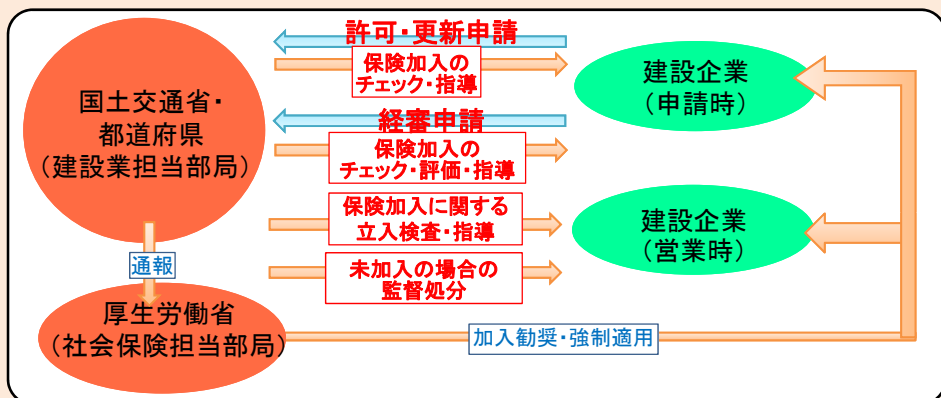 国土交通省・
都道府県
（建設業担当部局）
許可・更新申請
保険加入の
チェック・指導
経審申請
保険加入の
チェック・評価・指導
保険加入に関する
立入検査・指導
未加入の場合の
監督処分
建設企業
（申請時）
建設企業
（営業時）
通報
厚生労働省
（社会保険担当部局）
加入勧奨・強制適用